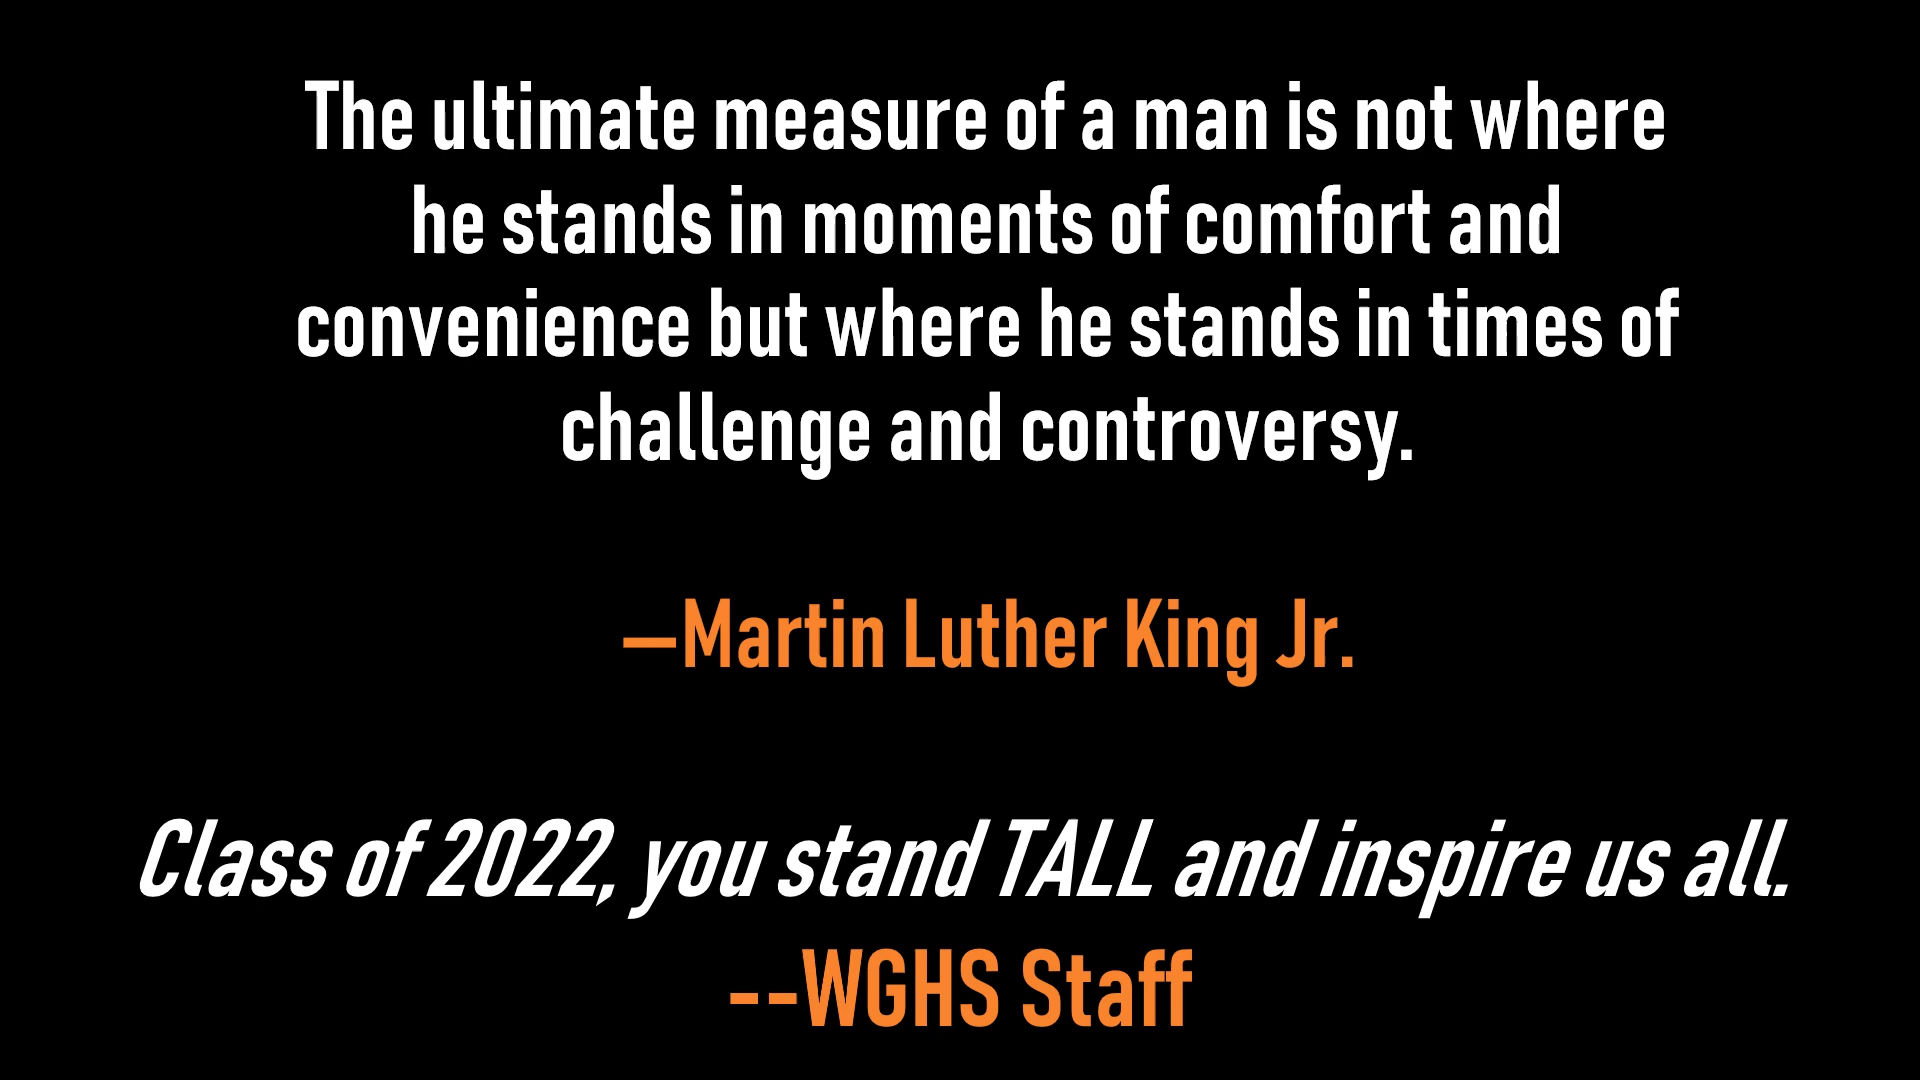 The ultimate measure of a man is not where
he stands in moments of comfort and
convenience but where he stands in times of
challenge and controversy.
—Martin Luther King Jr.
Class of 2022, you stand TALL and inspire us all.
--WGHS Staff